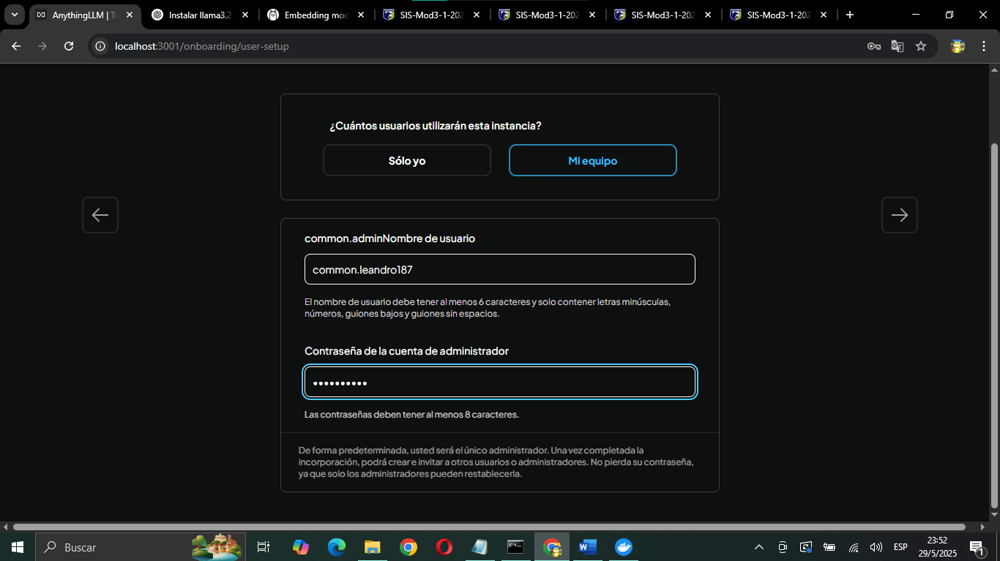 AnythingLLM | Tu
Instalar llama3.2
Embedding mod
SIS-Mod3-1-202
SIS-Mod3-1-202
SIS-Mod3-1-202
SIS-Mod3-1-202
localhost:3001/onboarding/user-setup
¿Cuántos usuarios utilizarán esta instancia?
Sólo yo
Mi equipo
common.adminNombre de usuario
common.leandro187
El nombre de usuario debe tener al menos 6 caracteres y solo contener letras minúsculas,
números, guiones bajos y guiones sin espacios.
Contraseña de la cuenta de administrador
••••••••••
Las contraseñas deben tener al menos 8 caracteres.
De forma predeterminada, usted será el único administrador. Una vez completada la
incorporación, podrá crear e invitar a otros usuarios o administradores. No pierda su contraseña,
ya que solo los administradores pueden restablecerla.
Buscar
ESP
23:52
29/5/2025
1